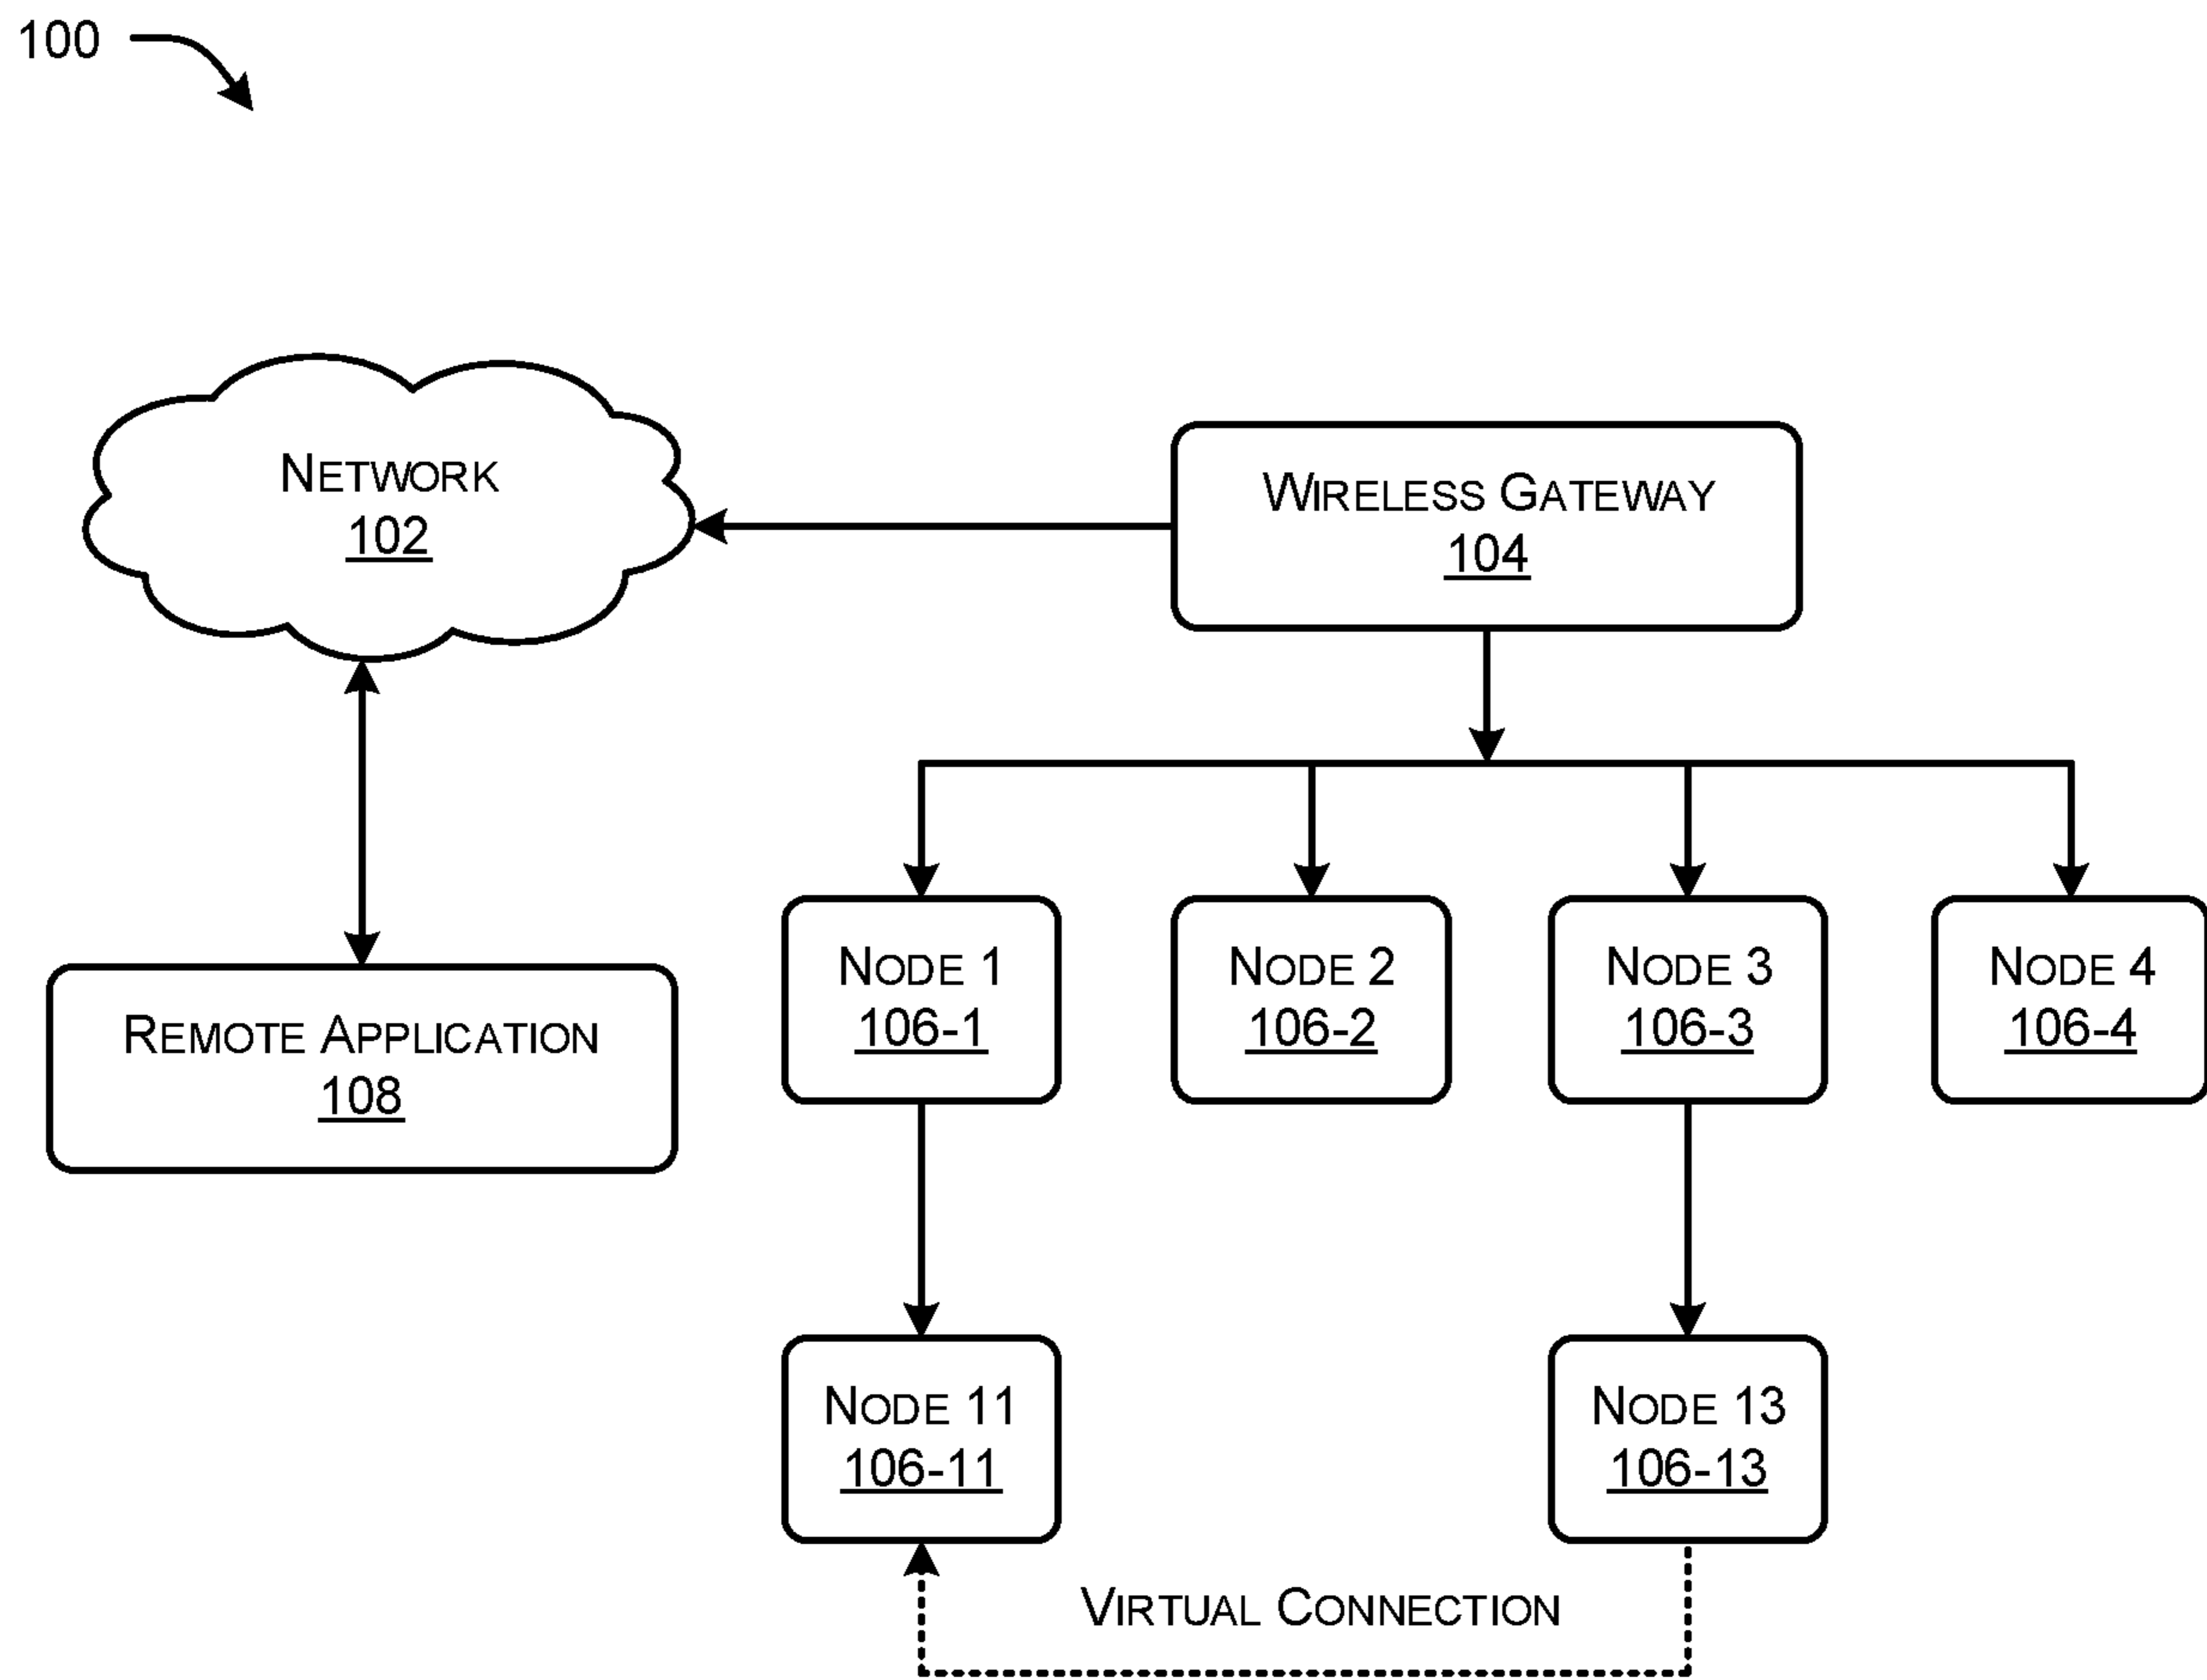 100
NETWORK
102
WIRELESS GATEWAY
104
REMOTE APPLICATION
108
NODE 1
106-1
NODE 2
106-2
NODE 3
106-3
NODE 4
106-4
NODE 11
106-11
NODE 13
106-13
VIRTUAL CONNECTION